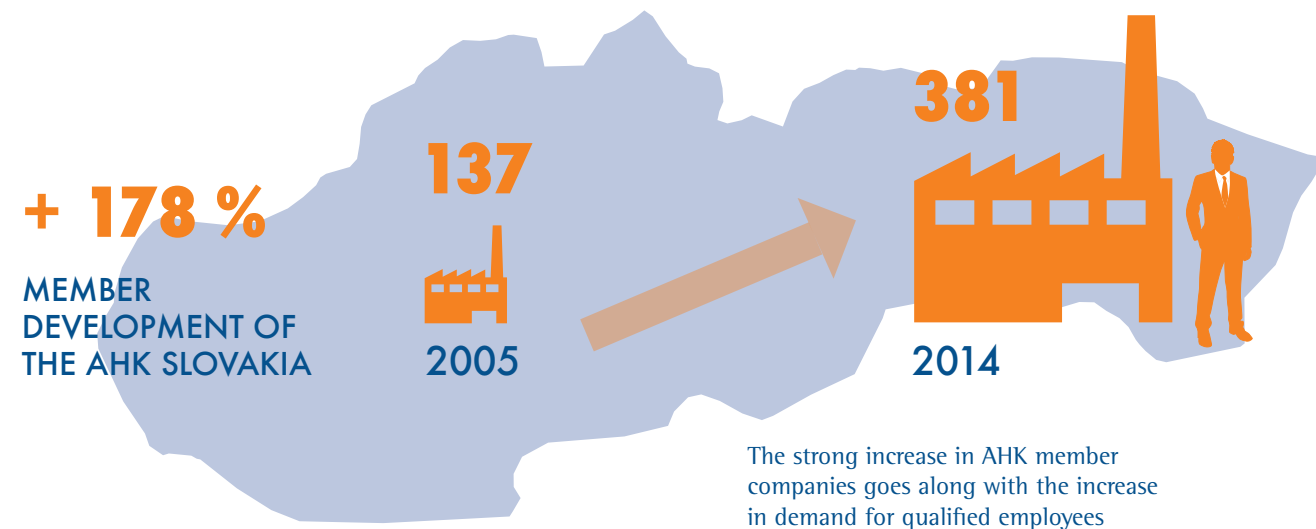 + 178 %
MEMBER
DEVELOPMENT OF
THE AHK SLOVAKIA
137
2005
381
2014
The strong increase in AHK member
companies goes along with the increase
in demand for qualified employees